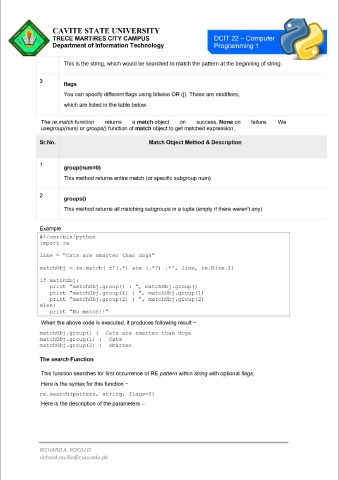 CAVITE STATE UNIVERSITY
TRECE MARTIRES CITY CAMPUS
Department of Information Technology
DCIT 22 – Computer
Programming 1
This is the string, which would be searched to match the pattern at the beginning of string.
3
flags
You can specify different flags using bitwise OR (|). These are modifiers,
which are listed in the table below.
The re.match function returns a match object on success, None on failure. We
usegroup(num) or groups() function of match object to get matched expression.
Sr.No. Match Object Method & Description
1
group(num=0)
This method returns entire match (or specific subgroup num)
2
groups()
This method returns all matching subgroups in a tuple (empty if there weren't any)
Example
#!/usr/bin/python
import re
line = "Cats are smarter than dogs"
matchObj = re.match( r'(.*) are (.*?) .*', line, re.M|re.I)
if matchObj:
print "matchObj.group() : ", matchObj.group()
print "matchObj.group(1) : ", matchObj.group(1)
print "matchObj.group(2) : ", matchObj.group(2)
else:
print "No match!!"
When the above code is executed, it produces following result −
matchObj.group() : Cats are smarter than dogs
matchObj.group(1) : Cats
matchObj.group(2) : smarter
The search Function
This function searches for first occurrence of RE pattern within string with optional flags.
Here is the syntax for this function −
re.search(pattern, string, flags=0)
Here is the description of the parameters −
RICHARD A. ROCILLO
richard.rocillo@cvsu.edu.ph